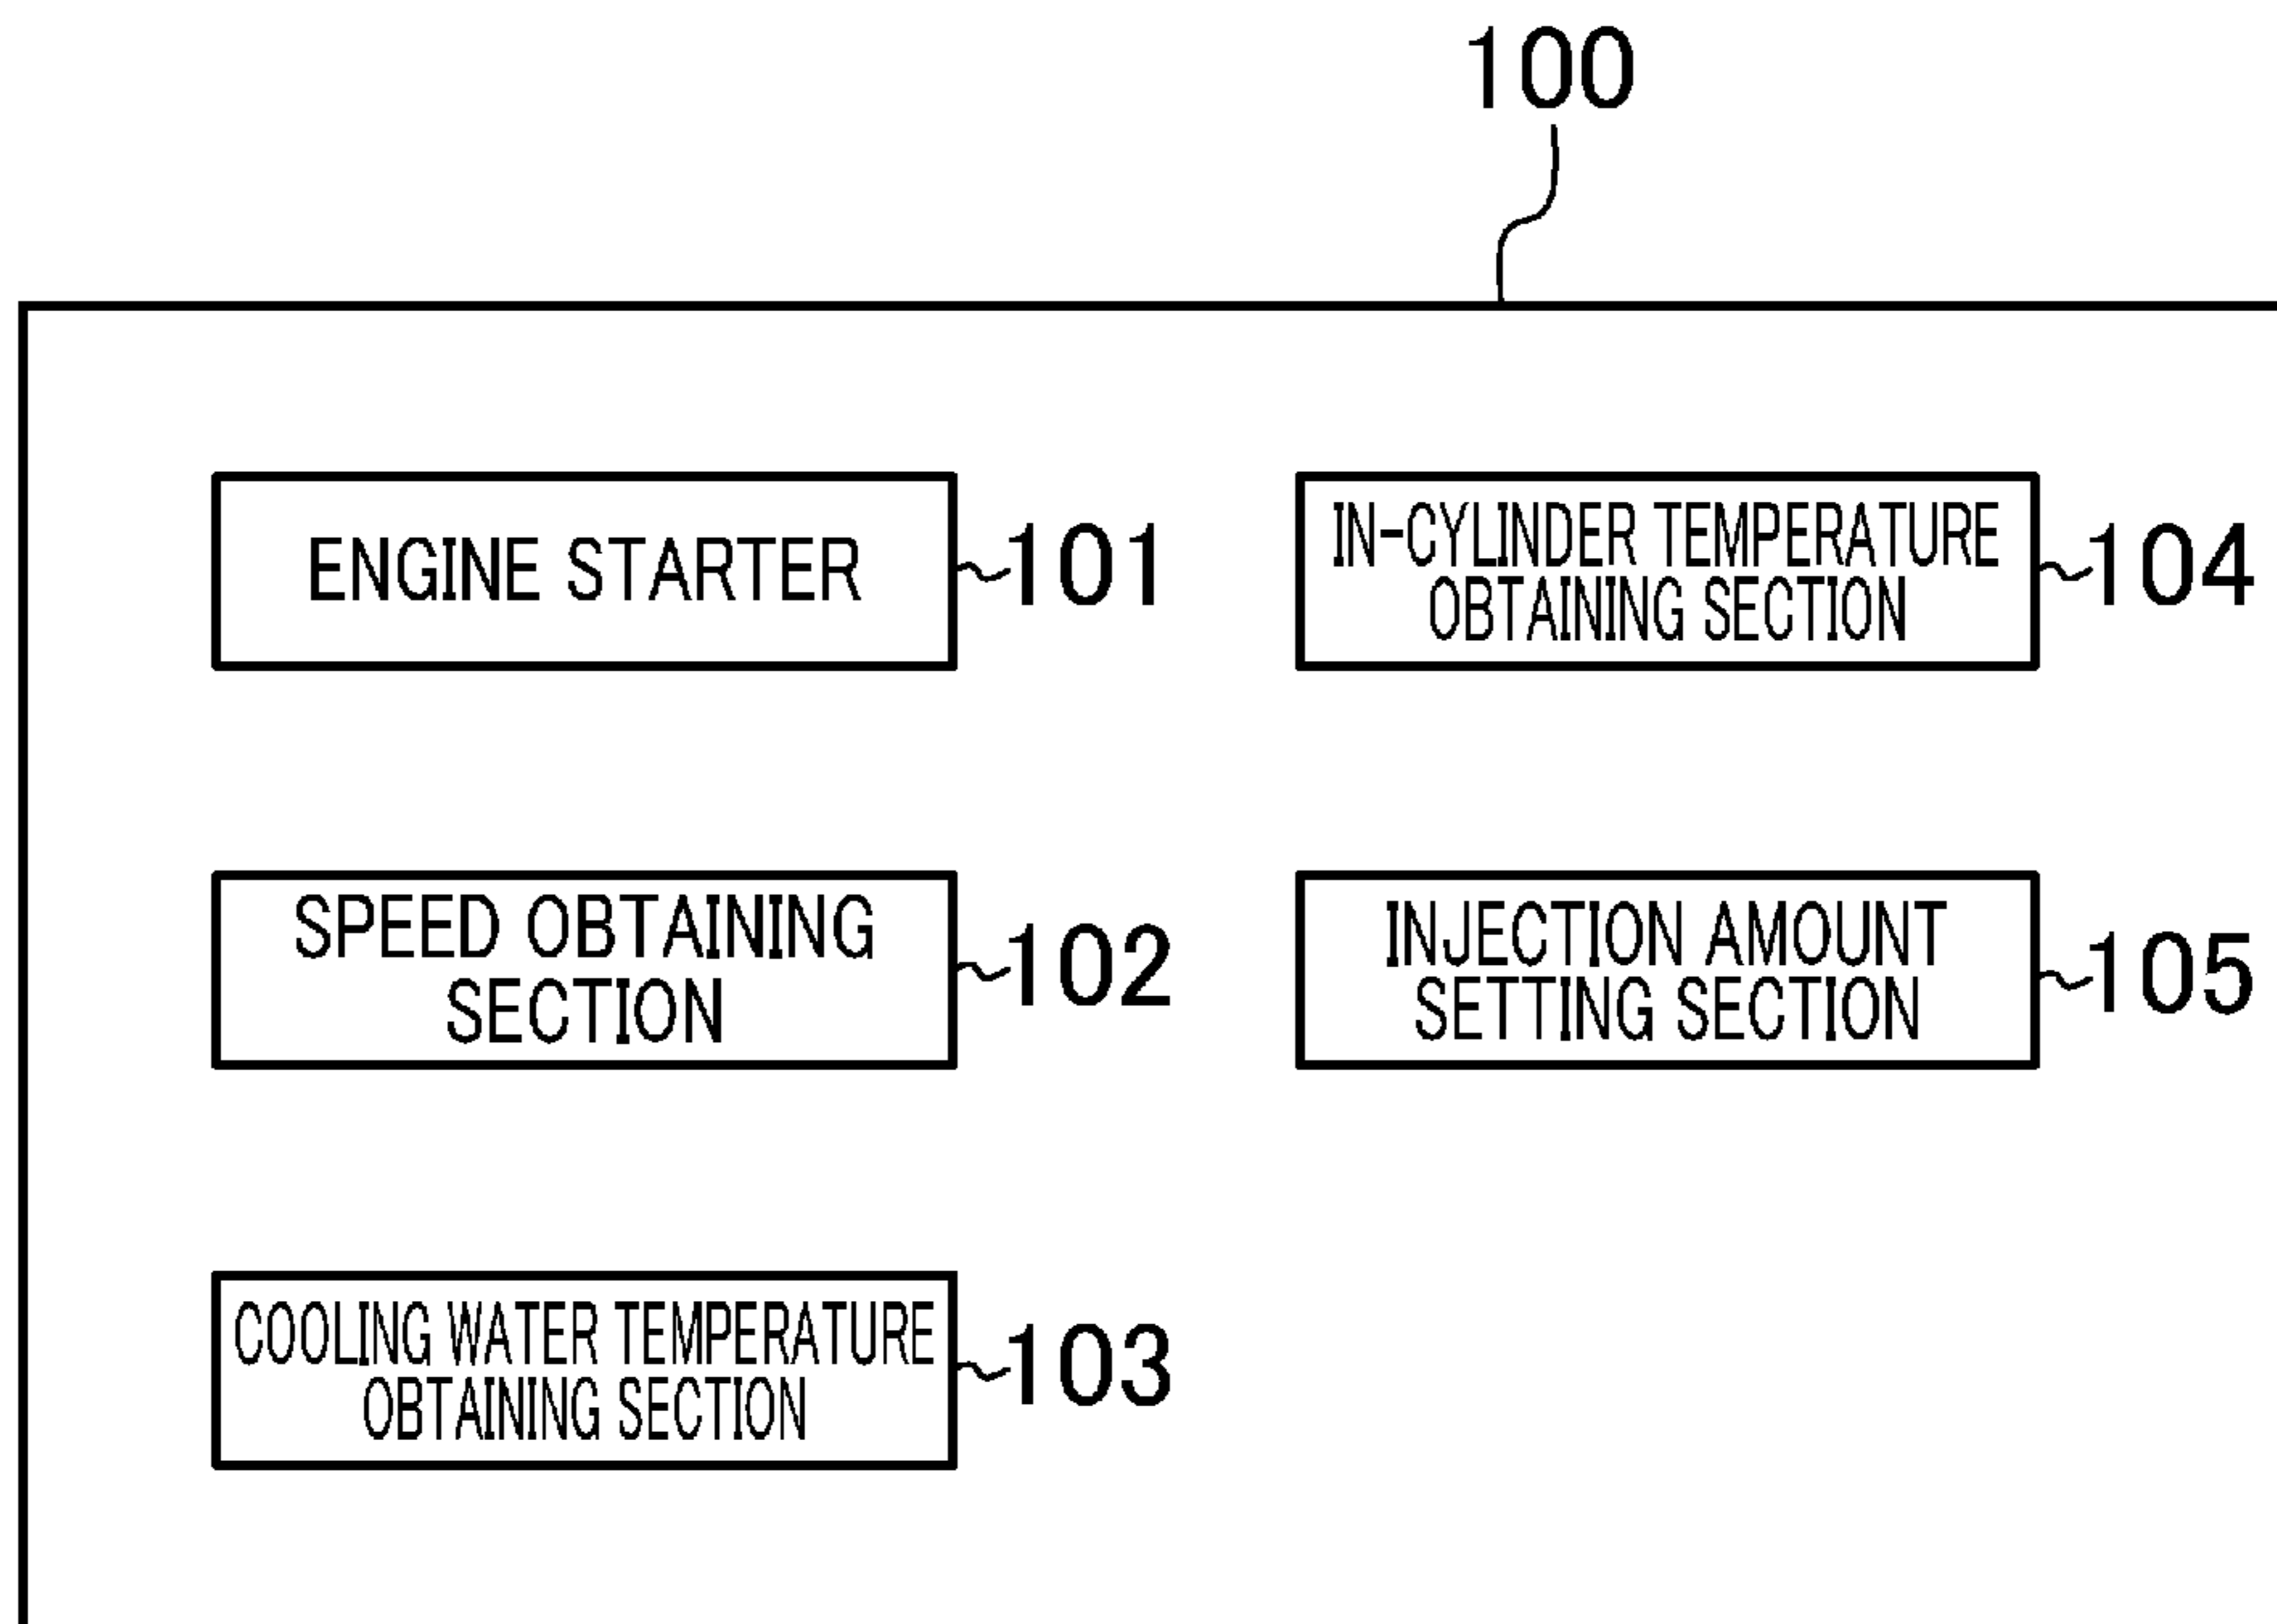 100
ENGINE STARTER
101
SPEED OBTAINING
SECTION
102
COOLING WATER TEMPERATURE
OBTAINING SECTION
103
IN-CYLINDER TEMPERATURE
OBTAINING SECTION
104
INJECTION AMOUNT
SETTING SECTION
105